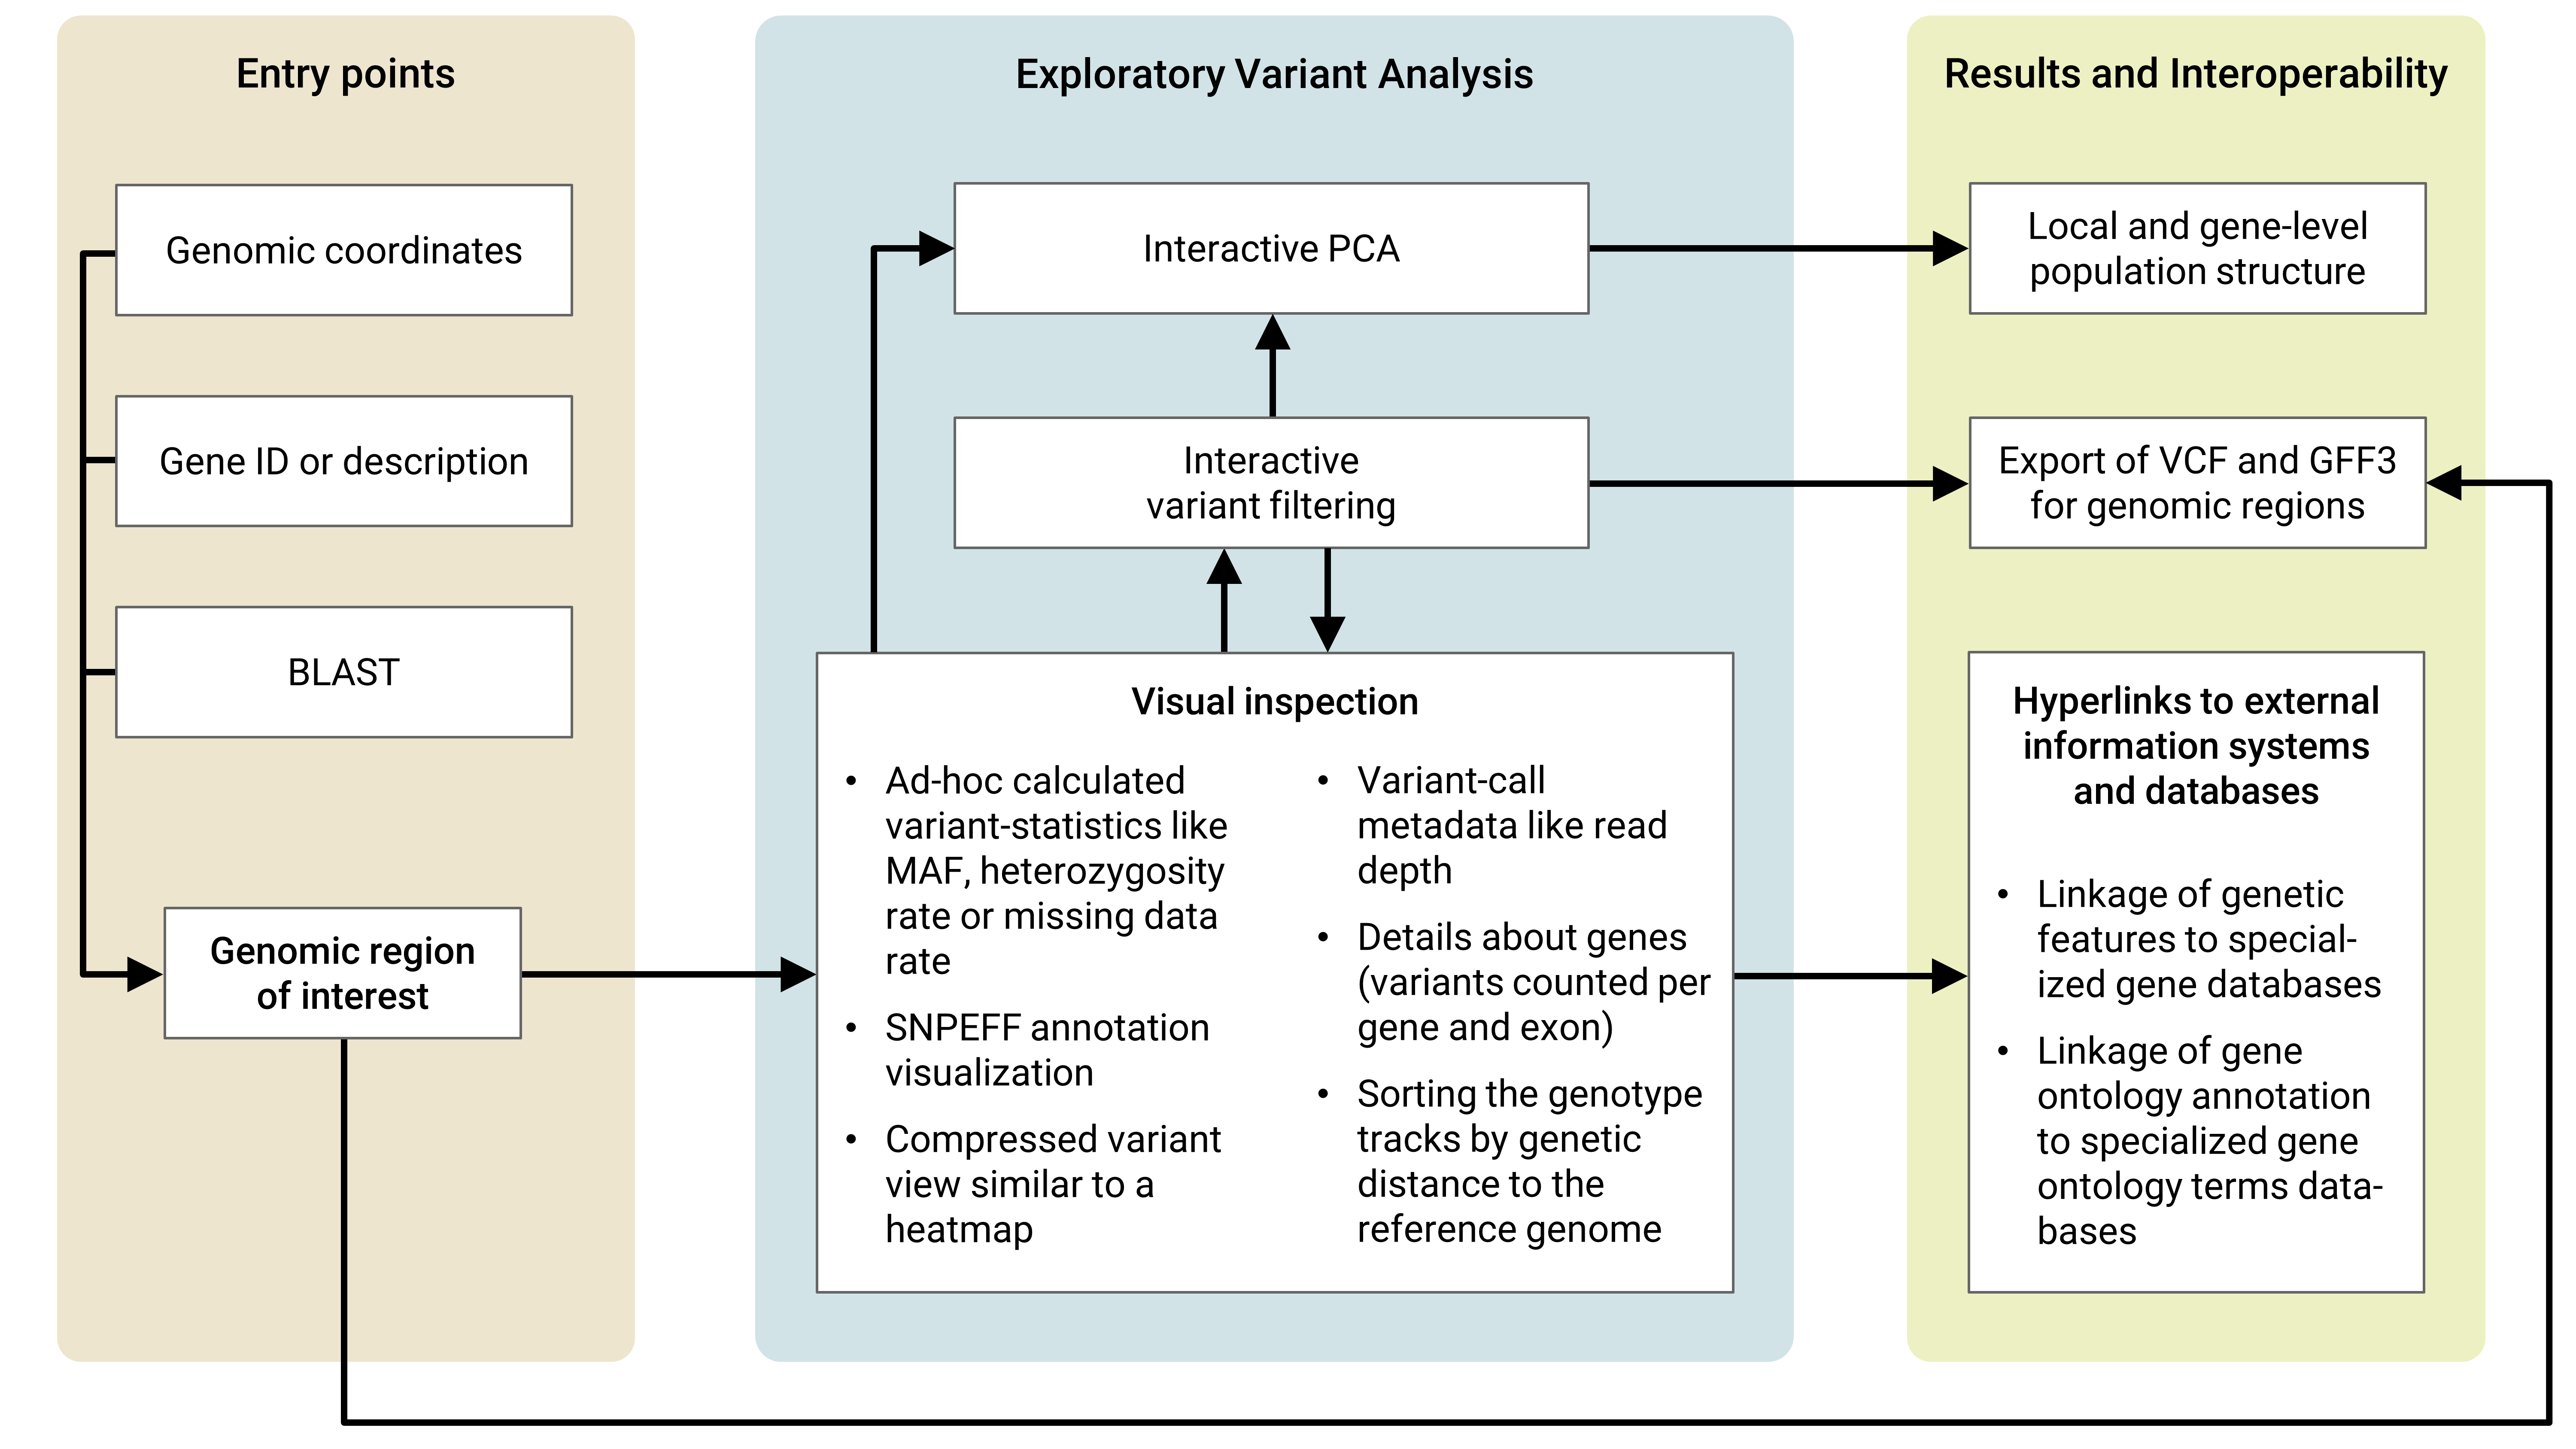 Entry points
Genomic coordinates
Gene ID or description
BLAST
Genomic region
of interest
Exploratory Variant Analysis
Interactive PCA
Interactive
variant filtering
Visual inspection
• Ad-hoc calculated
variant-statistics like
MAF, heterozygosity
rate or missing data
rate
• SNPEFF annotation
visualization
• Compressed variant
view similar to a
heatmap
• Variant-call
metadata like read
depth
• Details about genes
(variants counted per
gene and exon)
• Sorting the genotype
tracks by genetic
distance to the
reference genome
Results and Interoperability
Local and gene-level
population structure
Export of VCF and GFF3
for genomic regions
Hyperlinks to external
information systems
and databases
• Linkage of genetic
features to special-
ized gene databases
• Linkage of gene
ontology annotation
to specialized gene
ontology terms data-
bases